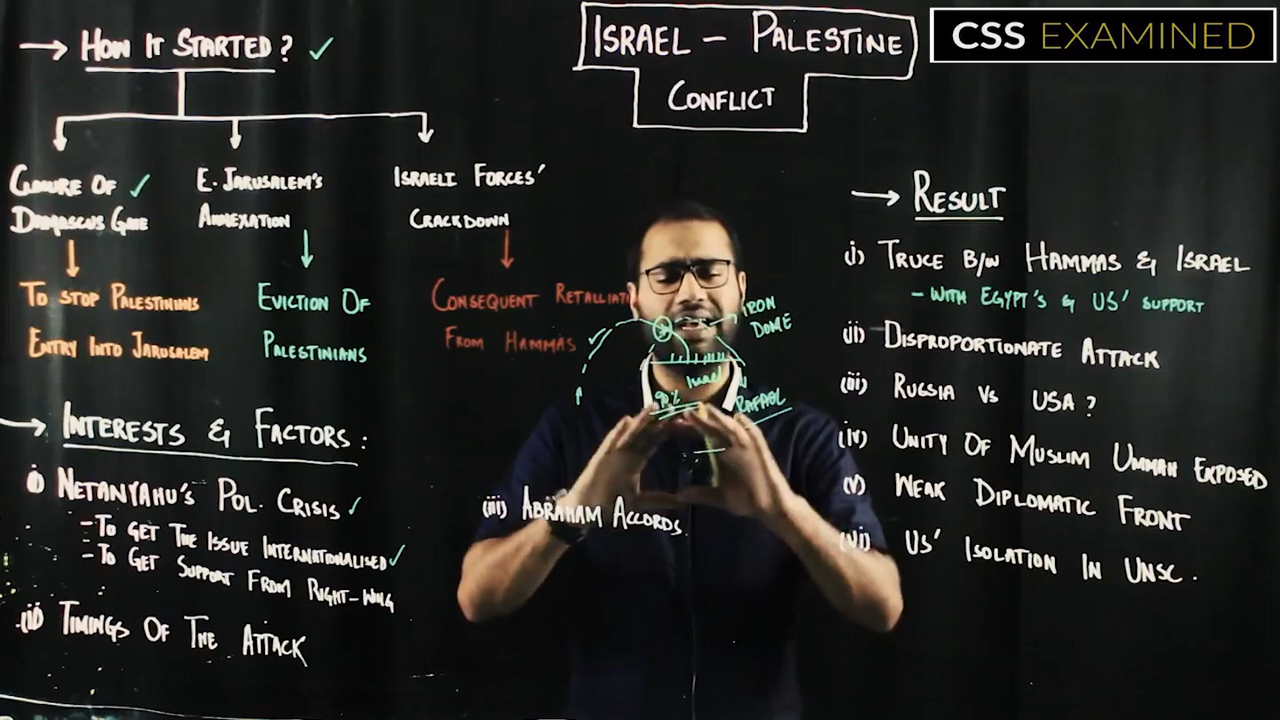 CSS EXAMINED
ISRAEL – PALESTINE
CONFLICT
→ HOW IT STARTED? ✓
CLOSURE OF ✓
DAMASCUS GATE
TO STOP PALESTINIANS
ENTRY INTO JARUSALEM
E. JARUSALEM'S
ANNEXATION
EVICTION OF
PALESTINIANS
ISRAELI FORCES'
CRACKDOWN
CONSEQUENT RETALLIATI
FROM HAMMAS
IRON
DOME
Israel
90%
RAFAEL
→ INTERESTS & FACTORS:
i) NETANYAHU'S POL. CRISIS ✓
- TO GET THE ISSUE INTERNATIONALISED ✓
- TO GET SUPPORT FROM RIGHT-WING
(ii) TIMINGS OF THE ATTACK
(iii) ABRAHAM ACCORDS
→ RESULT
i) TRUCE B/W HAMMAS & ISRAEL
- WITH EGYPT'S & US' SUPPORT
(ii) DISPROPORTIONATE ATTACK
(iii) RUSSIA VS USA?
(iv) UNITY OF MUSLIM UMMAH EXPOSED
(v) WEAK DIPLOMATIC FRONT
(vi) US' ISOLATION IN UNSC.